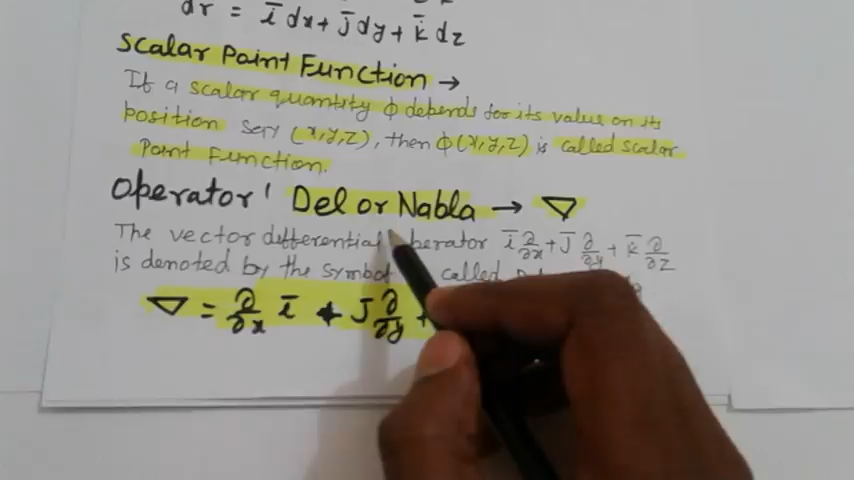 dr = i̅ dx + j̅ dy + k̅ dz
Scalar Point Function →
If a scalar quantity ϕ depends for its value on its
position say (x,y,z), then ϕ(x,y,z) is called scalar
Point Function.
Operator ' Del or Nabla → ∇
The vector differential operator i̅ ∂/∂x + j̅ ∂/∂y + k̅ ∂/∂z
is denoted by the symbol called
∇ = ∂/∂x i̅ + j ∂/∂y +